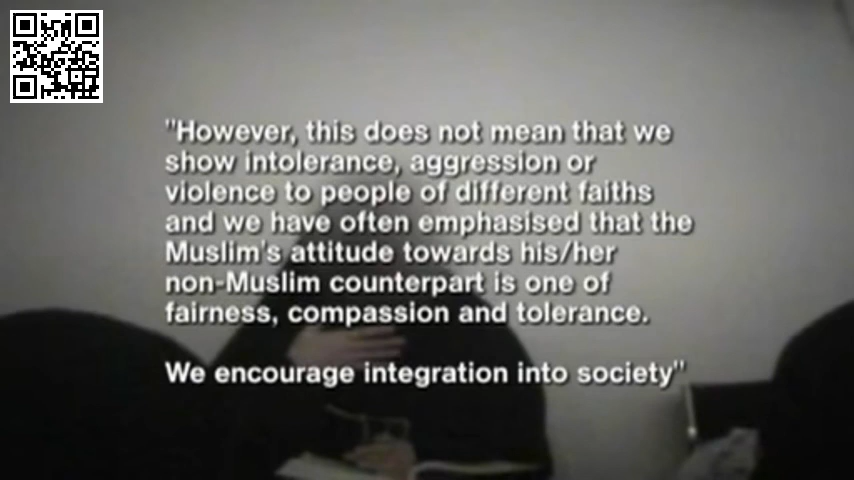 "However, this does not mean that we
show intolerance, aggression or
violence to people of different faiths
and we have often emphasised that the
Muslim's attitude towards his/her
non-Muslim counterpart is one of
fairness, compassion and tolerance.
We encourage integration into society"